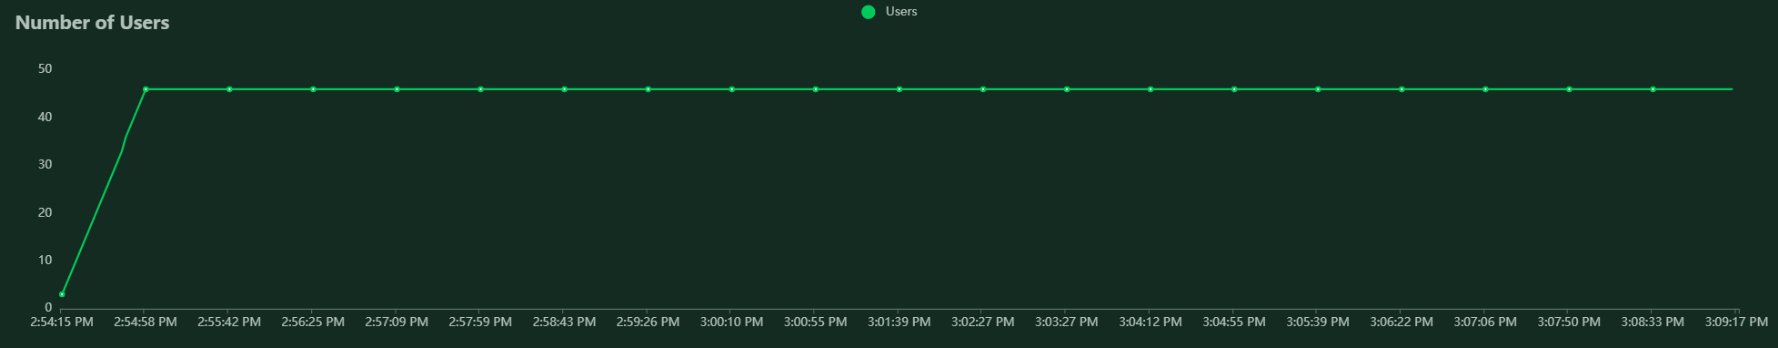 Users
Number of Users
50
40
30
20
10
0
2:54:15 PM 2:54:58 PM 2:55:42 PM 2:56:25 PM 2:57:09 PM 2:57:59 PM 2:58:43 PM 2:59:26 PM 3:00:10 PM 3:00:55 PM 3:01:39 PM 3:02:27 PM 3:03:27 PM 3:04:12 PM 3:04:55 PM 3:05:39 PM 3:06:22 PM 3:07:06 PM 3:07:50 PM 3:08:33 PM 3:09:17 PM